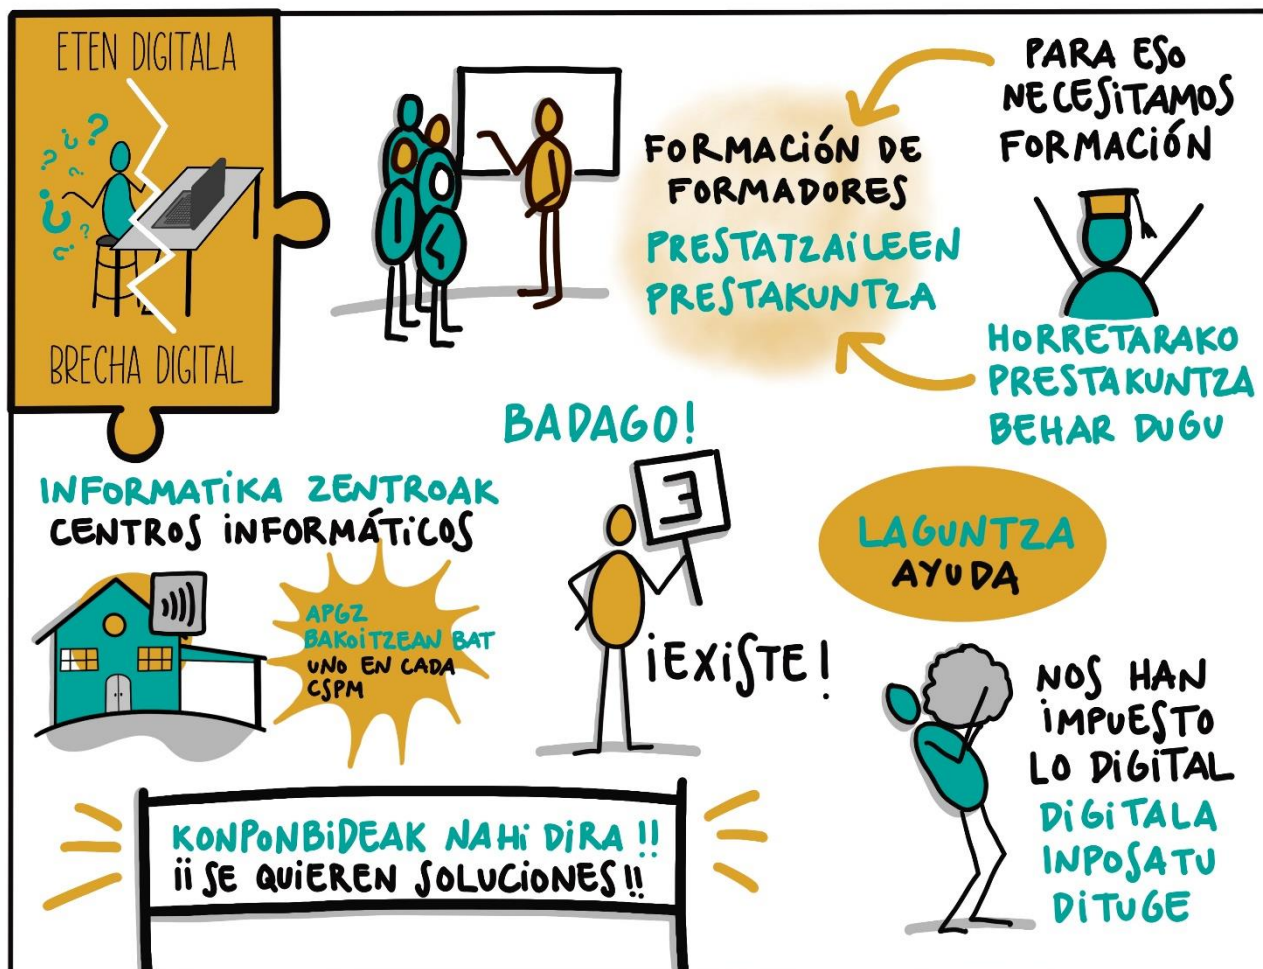 ETEN DIGITALA
BRECHA DIGITAL
FORMACIÓN DE
FORMADORES
PRESTATZAILEEN
PRESTAKUNTZA
PARA ESO
NECESITAMOS
FORMACIÓN
HORRETARAKO
PRESTAKUNTZA
BEHAR DUGU
INFORMATIKA ZENTROAK
CENTROS INFORMÁTICOS
APGZ
BAKOITZEAN BAT
UNO EN CADA
CSPM
BADAGO!
¡EXISTE!
LAGUNTZA
AYUDA
NOS HAN
IMPUESTO
LO DIGITAL
DIGITALA
INPOSATU
DITUGE
KONPONBIDEAK NAHI DIRA !!
¡¡ SE QUIEREN SOLUCIONES !!